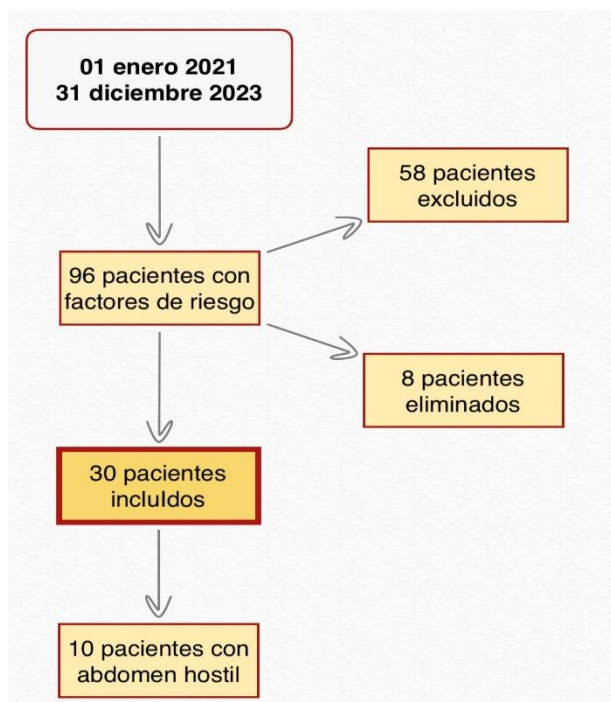 01 enero 2021
31 diciembre 2023
58 pacientes
excluidos
96 pacientes con
factores de riesgo
8 pacientes
eliminados
30 pacientes
incluIdos
10 pacientes con
abdomen hostil